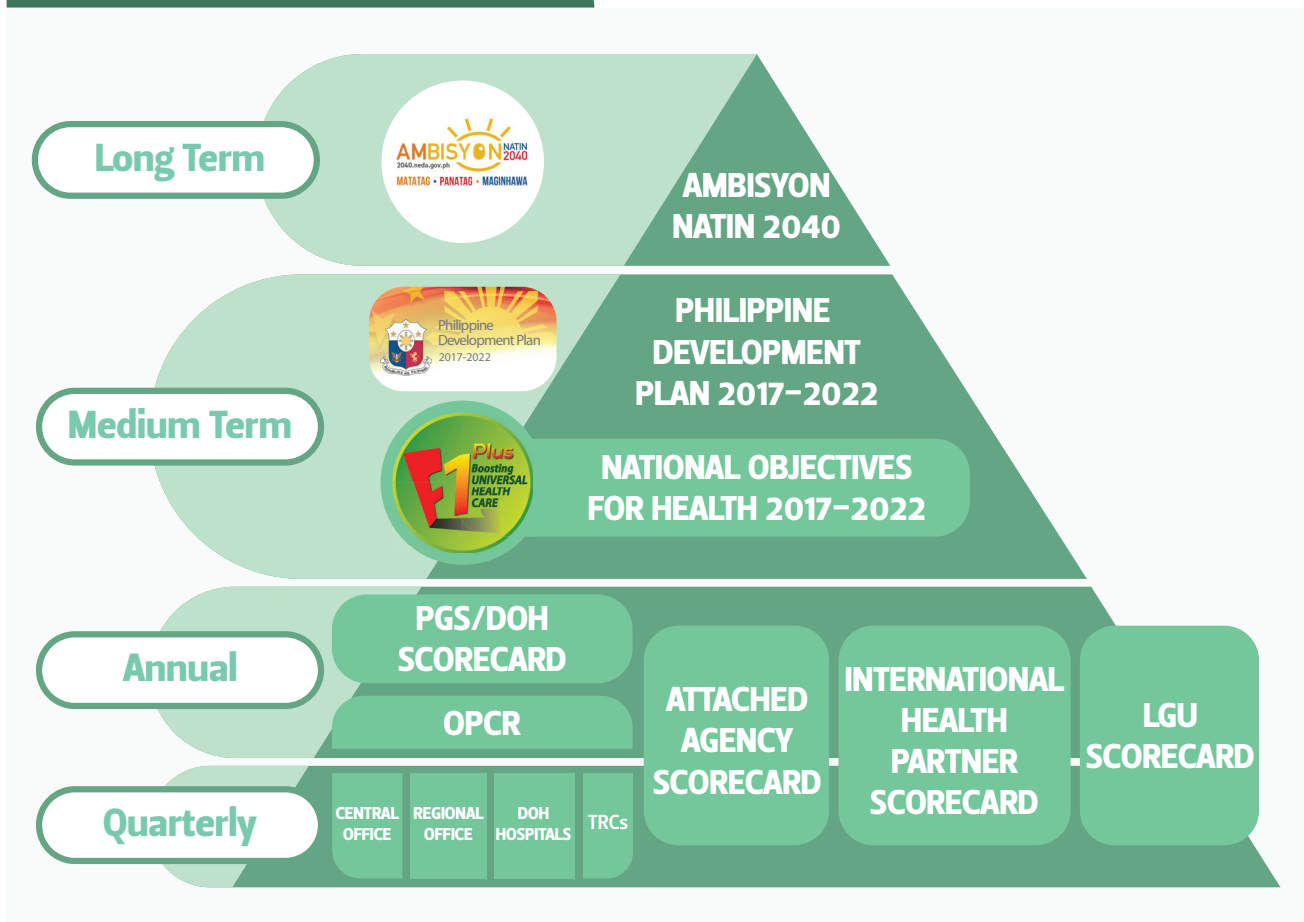 Long Term
AMBISYON NATIN
2040
2040.neda.gov.ph
MATATAG • PANATAG • MAGINHAWA
AMBISYON
NATIN 2040
Medium Term
Philippine
Development Plan
2017-2022
PHILIPPINE
DEVELOPMENT
PLAN 2017–2022
F1 Plus
Boosting
UNIVERSAL
HEALTH
CARE
NATIONAL OBJECTIVES
FOR HEALTH 2017–2022
Annual
PGS/DOH
SCORECARD
OPCR
ATTACHED
AGENCY
SCORECARD
INTERNATIONAL
HEALTH
PARTNER
SCORECARD
LGU
SCORECARD
Quarterly
CENTRAL
OFFICE
REGIONAL
OFFICE
DOH
HOSPITALS
TRCs